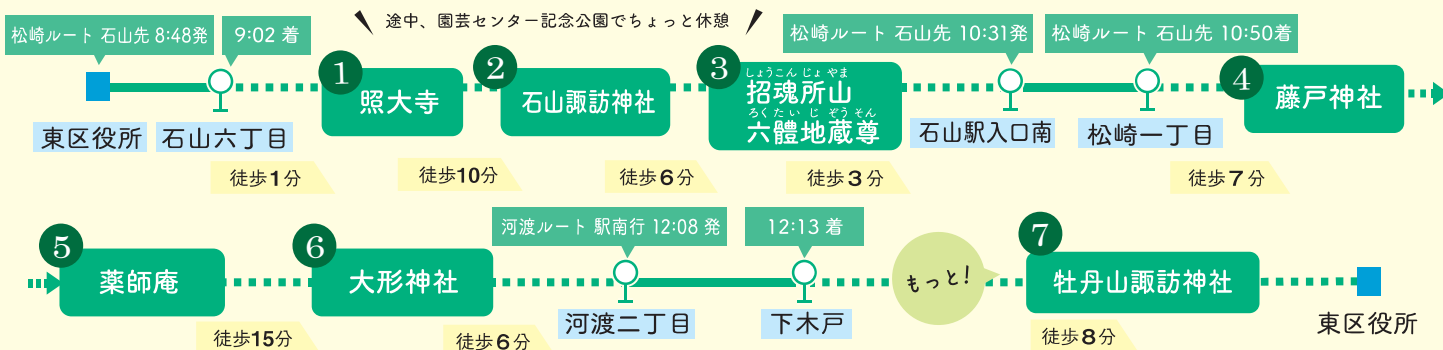 途中、園芸センター記念公園でちょっと休憩
松崎ルート 石山先 8:48発
9:02 着
松崎ルート 石山先 10:31発
松崎ルート 石山先 10:50着
1
照大寺
2
石山諏訪神社
3
しょうこんじょやま
招魂所山
ろくたいじぞうそん
六體地蔵尊
4
藤戸神社
東区役所
石山六丁目
石山駅入口南
松崎一丁目
徒歩1分
徒歩10分
徒歩6分
徒歩3分
徒歩7分
河渡ルート 駅南行 12:08 発
12:13 着
5
薬師庵
6
大形神社
もっと!
7
牡丹山諏訪神社
河渡二丁目
下木戸
東区役所
徒歩15分
徒歩6分
徒歩8分